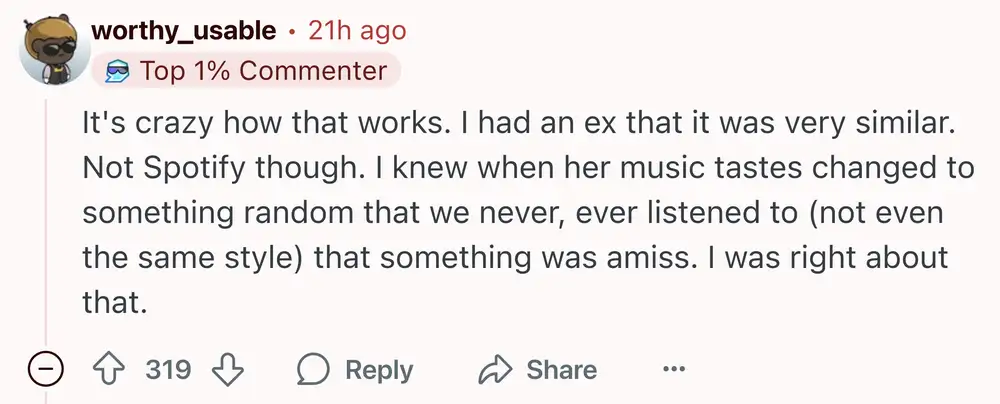 worthy_usable • 21h ago
Top 1% Commenter
It's crazy how that works. I had an ex that it was very similar.
Not Spotify though. I knew when her music tastes changed to
something random that we never, ever listened to (not even
the same style) that something was amiss. I was right about
that.
319 Reply Share ...